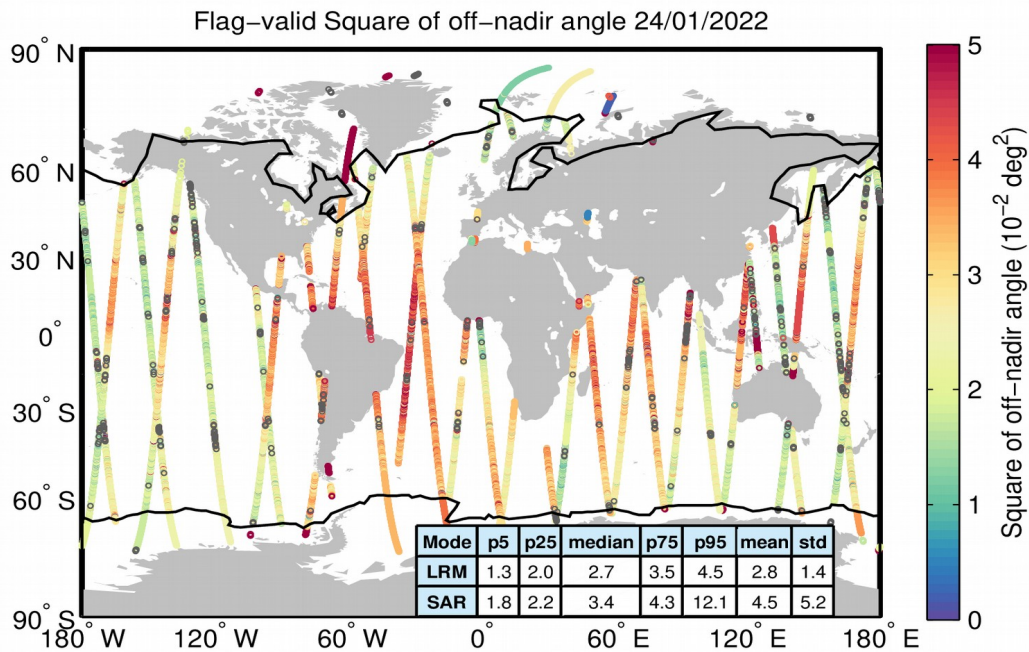 Flag−valid Square of off−nadir angle 24/01/2022
90° N
60° N
30° N
0°
30° S
60° S
90° S
180° W
120° W
60° W
0°
60° E
120° E
180° E
Mode p5 p25 median p75 p95 mean std
LRM 1.3 2.0 2.7 3.5 4.5 2.8 1.4
SAR 1.8 2.2 3.4 4.3 12.1 4.5 5.2
5
4
3
2
1
0
Square of off−nadir angle (10⁻² deg²)